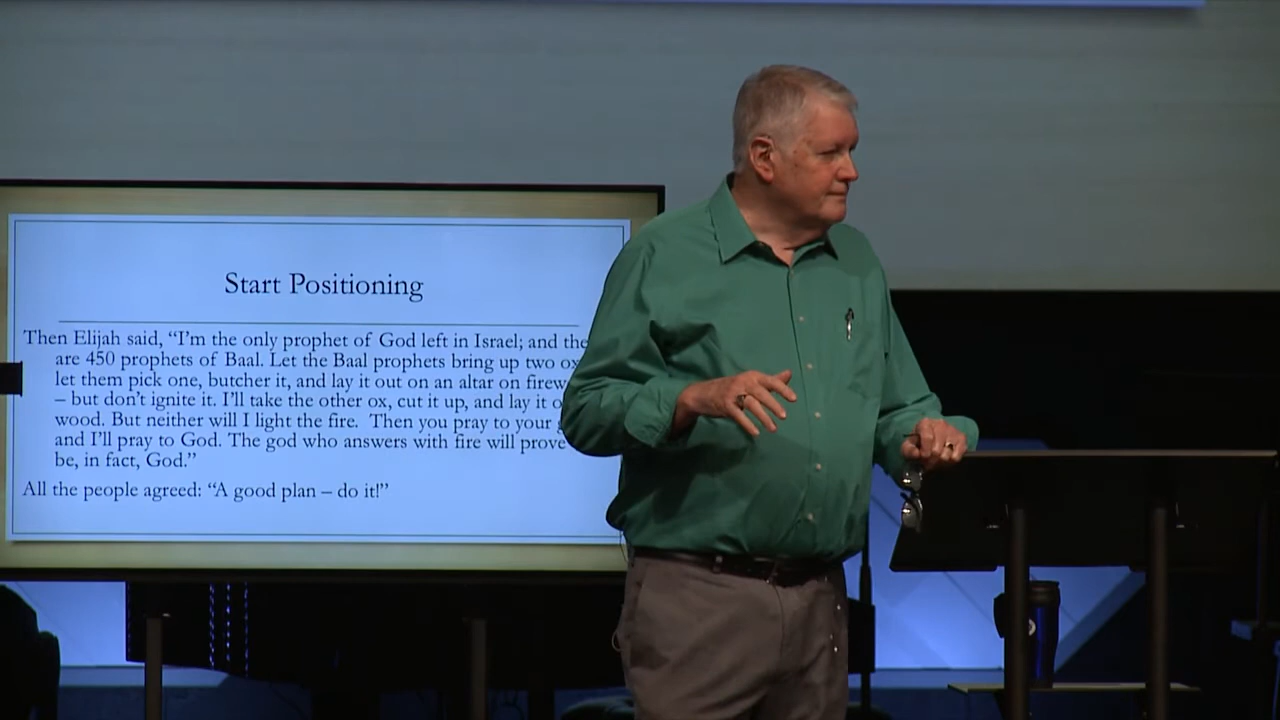 Start Positioning
Then Elijah said, “I’m the only prophet of God left in Israel; and
are 450 prophets of Baal. Let the Baal prophets bring up two
let them pick one, butcher it, and lay it out on an altar on
– but don’t ignite it. I’ll take the other ox, cut it up, and lay it
wood. But neither will I light the fire. Then you pray to your
and I’ll pray to God. The god who answers with fire will prove
be, in fact, God.”
All the people agreed: “A good plan – do it!”